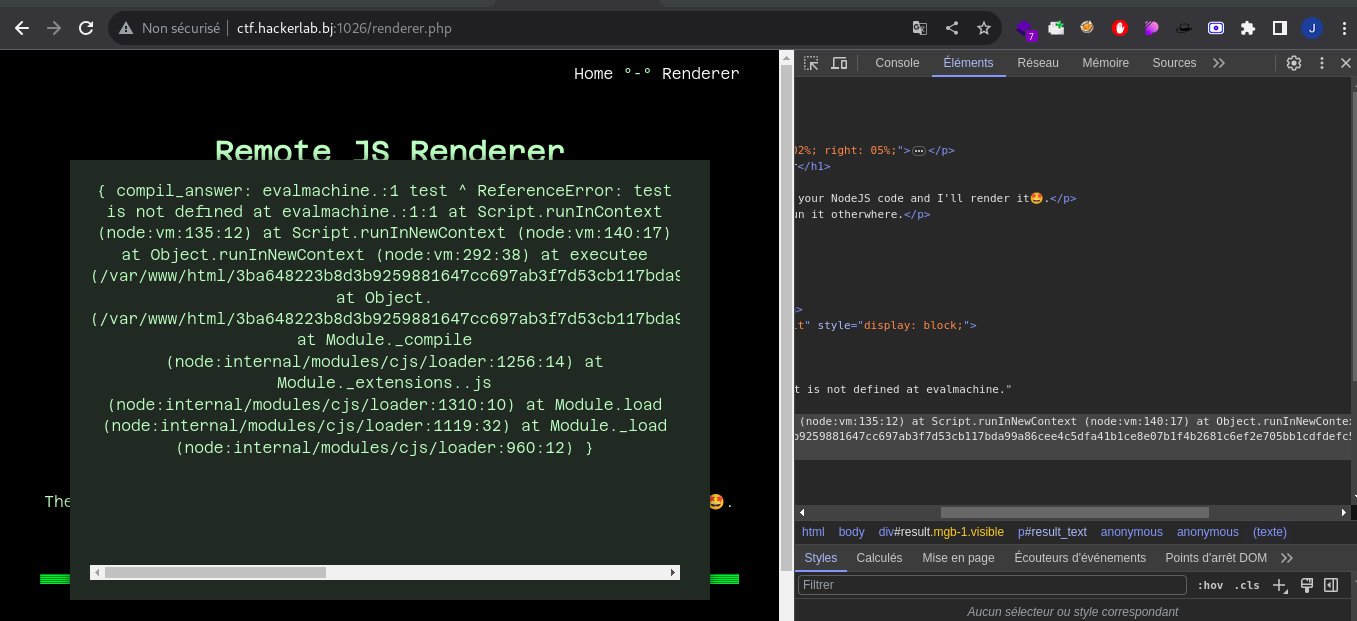 Non sécurisé | ctf.hackerlab.bj:1026/renderer.php
7
J
Home °-° Renderer
Remote JS Renderer
{ compil_answer: evalmachine.:1 test ^ ReferenceError: test
is not defined at evalmachine.:1:1 at Script.runInContext
(node:vm:135:12) at Script.runInNewContext (node:vm:140:17)
at Object.runInNewContext (node:vm:292:38) at executee
(/var/www/html/3ba648223b8d3b9259881647cc697ab3f7d53cb117bda9
at Object.
(/var/www/html/3ba648223b8d3b9259881647cc697ab3f7d53cb117bda9
at Module._compile
(node:internal/modules/cjs/loader:1256:14) at
Module._extensions..js
(node:internal/modules/cjs/loader:1310:10) at Module.load
(node:internal/modules/cjs/loader:1119:32) at Module._load
(node:internal/modules/cjs/loader:960:12) }
The 🤩.
Console Éléments Réseau Mémoire Sources
02%; right: 05%;">…</p>
r</h1>
your NodeJS code and I'll render it🤩.</p>
un it otherwhere.</p>
>
lt" style="display: block;">
t is not defined at evalmachine."
(node:vm:135:12) at Script.runInNewContext (node:vm:140:17) at Object.runInNewConte
b9259881647cc697ab3f7d53cb117bda99a86cee4c5dfa41b1ce8e07b1f4b2681c6ef2e705bb1cdfdefc5
html body div#result.mgb-1.visible p#result_text anonymous anonymous (texte)
Styles Calculés Mise en page Écouteurs d'événements Points d'arrêt DOM
Filtrer :hov .cls
Aucun sélecteur ou style correspondant